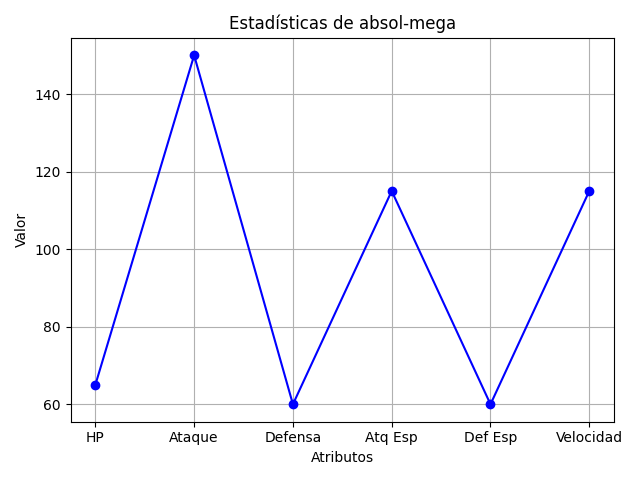 Estadísticas de absol-mega
Valor
140
120
100
80
60
HP Ataque Defensa Atq Esp Def Esp Velocidad
Atributos